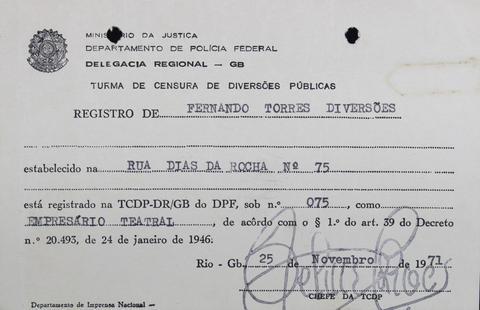 MINISTÉRIO DA JUSTIÇA
DEPARTAMENTO DE POLÍCIA FEDERAL
DELEGACIA REGIONAL — GB
TURMA DE CENSURA DE DIVERSÕES PÚBLICAS
REGISTRO DE FERNANDO TORRES DIVERSÕES
estabelecido na RUA DIAS DA ROCHA Nº 75
está registrado na TCDP-DR/GB do DPF, sob n.º 075, como
EMPRESÁRIO TEATRAL, de acôrdo com o § 1.º do art. 39 do Decreto
n.º 20.493, de 24 de janeiro de 1946:
Rio - Gb, 25 de Novembro de 1971
CHEFE DA TCDP
Departamento de Imprensa Nacional —